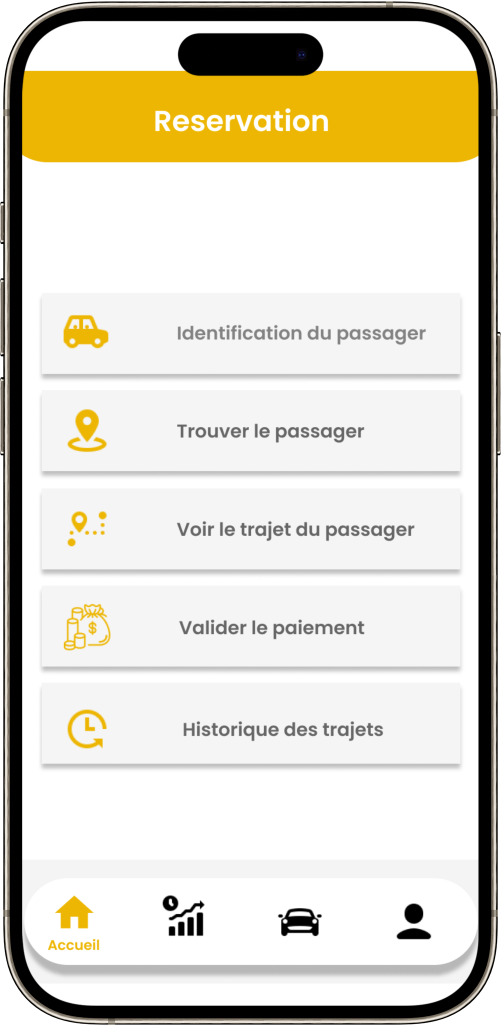 Reservation
Identification du passager
Trouver le passager
Voir le trajet du passager
$
Valider le paiement
Historique des trajets
Accueil